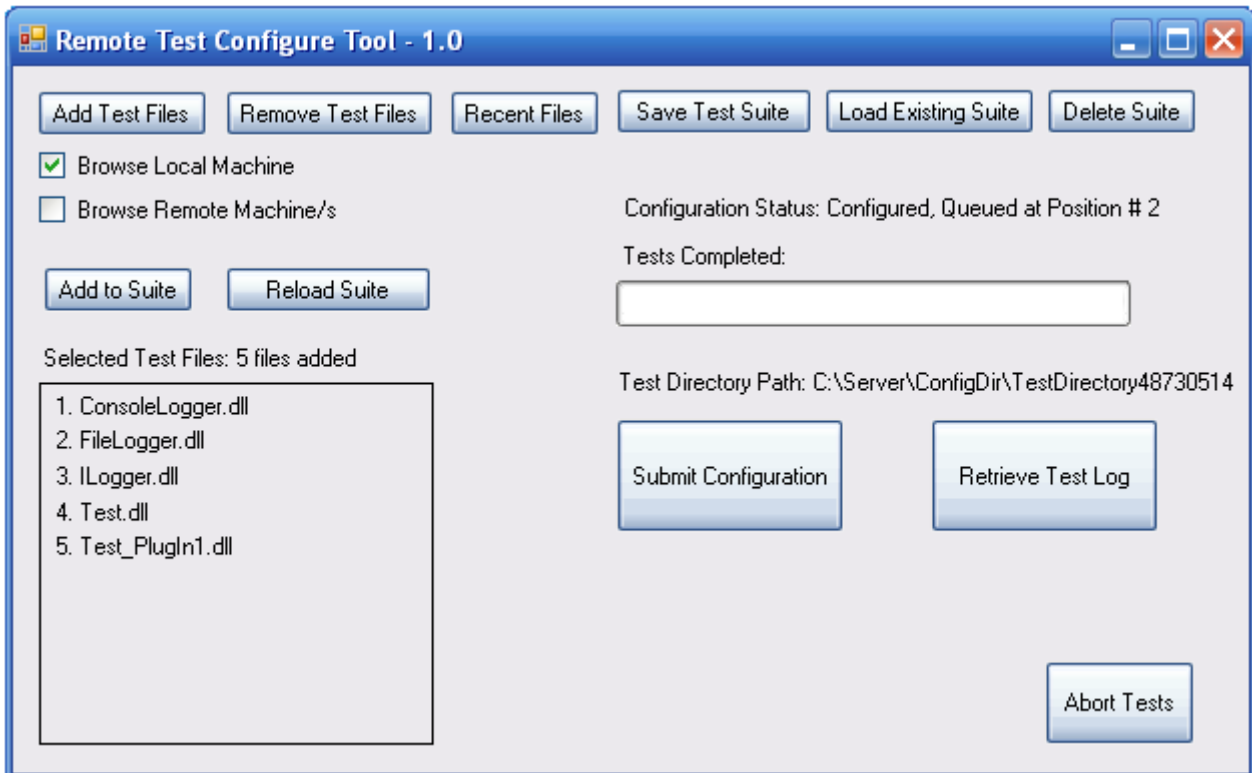 Remote Test Configure Tool - 1.0
Add Test Files Remove Test Files Recent Files Save Test Suite Load Existing Suite Delete Suite
Browse Local Machine
Browse Remote Machine/s
Configuration Status: Configured, Queued at Position # 2
Tests Completed:
Add to Suite Reload Suite
Selected Test Files: 5 files added
1. ConsoleLogger.dll
2. FileLogger.dll
3. ILogger.dll
4. Test.dll
5. Test_PlugIn1.dll
Test Directory Path: C:\Server\ConfigDir\TestDirectory48730514
Submit Configuration Retrieve Test Log
Abort Tests